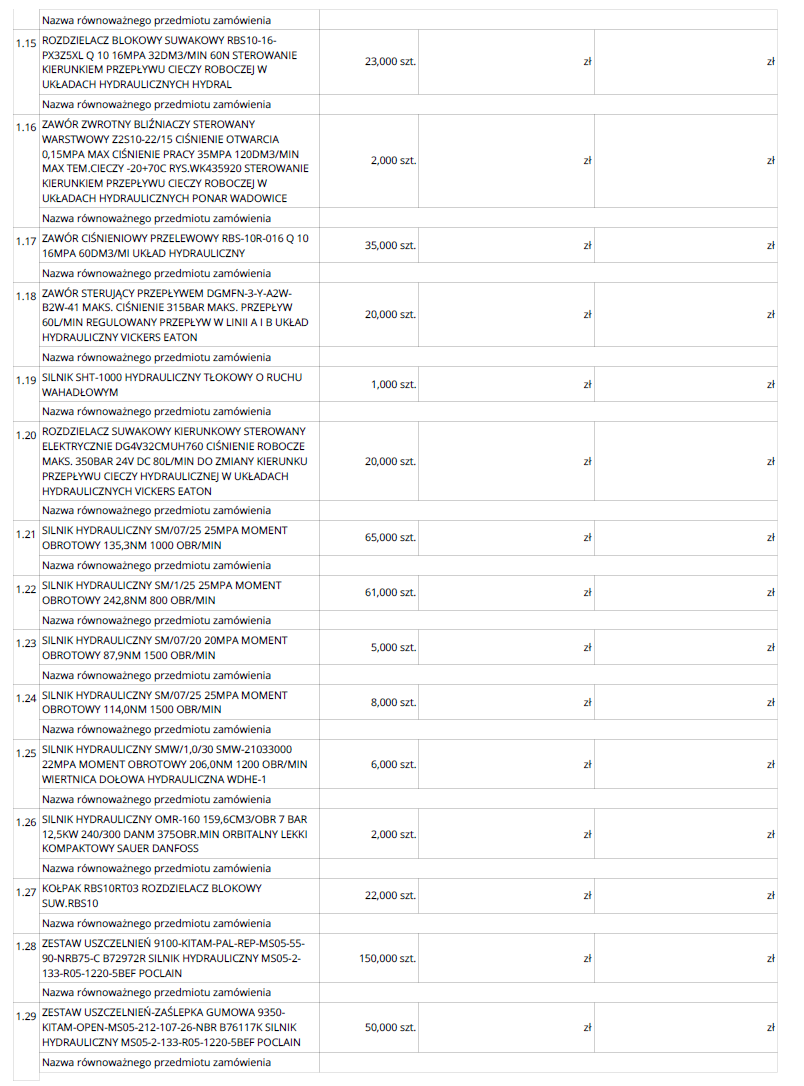 Nazwa równoważnego przedmiotu zamówienia
1.15 ROZDZIELACZ BLOKOWY SUWAKOWY RBS10-16-
PX3Z5XL Q 10 16MPA 32DM3/MIN 60N STEROWANIE
KIERUNKIEM PRZEPŁYWU CIECZY ROBOCZEJ W
UKŁADACH HYDRAULICZNYCH HYDRAL
23,000 szt. zł zł
Nazwa równoważnego przedmiotu zamówienia
1.16 ZAWÓR ZWROTNY BLIŹNIACZY STEROWANY
WARSTWOWY Z2S10-22/15 CIŚNIENIE OTWARCIA
0,15MPA MAX CIŚNIENIE PRACY 35MPA 120DM3/MIN
MAX TEM.CIECZY -20+70C RYS.WK435920 STEROWANIE
KIERUNKIEM PRZEPŁYWU CIECZY ROBOCZEJ W
UKŁADACH HYDRAULICZNYCH PONAR WADOWICE
2,000 szt. zł zł
Nazwa równoważnego przedmiotu zamówienia
1.17 ZAWÓR CIŚNIENIOWY PRZELEWOWY RBS-10R-016 Q 10
16MPA 60DM3/MI UKŁAD HYDRAULICZNY
35,000 szt. zł zł
Nazwa równoważnego przedmiotu zamówienia
1.18 ZAWÓR STERUJĄCY PRZEPŁYWEM DGMFN-3-Y-A2W-
B2W-41 MAKS. CIŚNIENIE 315BAR MAKS. PRZEPŁYW
60L/MIN REGULOWANY PRZEPŁYW W LINII A I B UKŁAD
HYDRAULICZNY VICKERS EATON
20,000 szt. zł zł
Nazwa równoważnego przedmiotu zamówienia
1.19 SILNIK SHT-1000 HYDRAULICZNY TŁOKOWY O RUCHU
WAHADŁOWYM
1,000 szt. zł zł
Nazwa równoważnego przedmiotu zamówienia
1.20 ROZDZIELACZ SUWAKOWY KIERUNKOWY STEROWANY
ELEKTRYCZNIE DG4V32CMUH760 CIŚNIENIE ROBOCZE
MAKS. 350BAR 24V DC 80L/MIN DO ZMIANY KIERUNKU
PRZEPŁYWU CIECZY HYDRAULICZNEJ W UKŁADACH
HYDRAULICZNYCH VICKERS EATON
20,000 szt. zł zł
Nazwa równoważnego przedmiotu zamówienia
1.21 SILNIK HYDRAULICZNY SM/07/25 25MPA MOMENT
OBROTOWY 135,3NM 1000 OBR/MIN
65,000 szt. zł zł
Nazwa równoważnego przedmiotu zamówienia
1.22 SILNIK HYDRAULICZNY SM/1/25 25MPA MOMENT
OBROTOWY 242,8NM 800 OBR/MIN
61,000 szt. zł zł
Nazwa równoważnego przedmiotu zamówienia
1.23 SILNIK HYDRAULICZNY SM/07/20 20MPA MOMENT
OBROTOWY 87,9NM 1500 OBR/MIN
5,000 szt. zł zł
Nazwa równoważnego przedmiotu zamówienia
1.24 SILNIK HYDRAULICZNY SM/07/25 25MPA MOMENT
OBROTOWY 114,0NM 1500 OBR/MIN
8,000 szt. zł zł
Nazwa równoważnego przedmiotu zamówienia
1.25 SILNIK HYDRAULICZNY SMW/1,0/30 SMW-21033000
22MPA MOMENT OBROTOWY 206,0NM 1200 OBR/MIN
WIERTNICA DOŁOWA HYDRAULICZNA WDHE-1
6,000 szt. zł zł
Nazwa równoważnego przedmiotu zamówienia
1.26 SILNIK HYDRAULICZNY OMR-160 159,6CM3/OBR 7 BAR
12,5KW 240/300 DANM 375OBR.MIN ORBITALNY LEKKI
KOMPAKTOWY SAUER DANFOSS
2,000 szt. zł zł
Nazwa równoważnego przedmiotu zamówienia
1.27 KOŁPAK RBS10RT03 ROZDZIELACZ BLOKOWY
SUW.RBS10
22,000 szt. zł zł
Nazwa równoważnego przedmiotu zamówienia
1.28 ZESTAW USZCZELNIEŃ 9100-KITAM-PAL-REP-MS05-55-
90-NRB75-C B72972R SILNIK HYDRAULICZNY MS05-2-
133-R05-1220-5BEF POCLAIN
150,000 szt. zł zł
Nazwa równoważnego przedmiotu zamówienia
1.29 ZESTAW USZCZELNIEŃ-ZAŚLEPKA GUMOWA 9350-
KITAM-OPEN-MS05-212-107-26-NBR B76117K SILNIK
HYDRAULICZNY MS05-2-133-R05-1220-5BEF POCLAIN
50,000 szt. zł zł
Nazwa równoważnego przedmiotu zamówienia